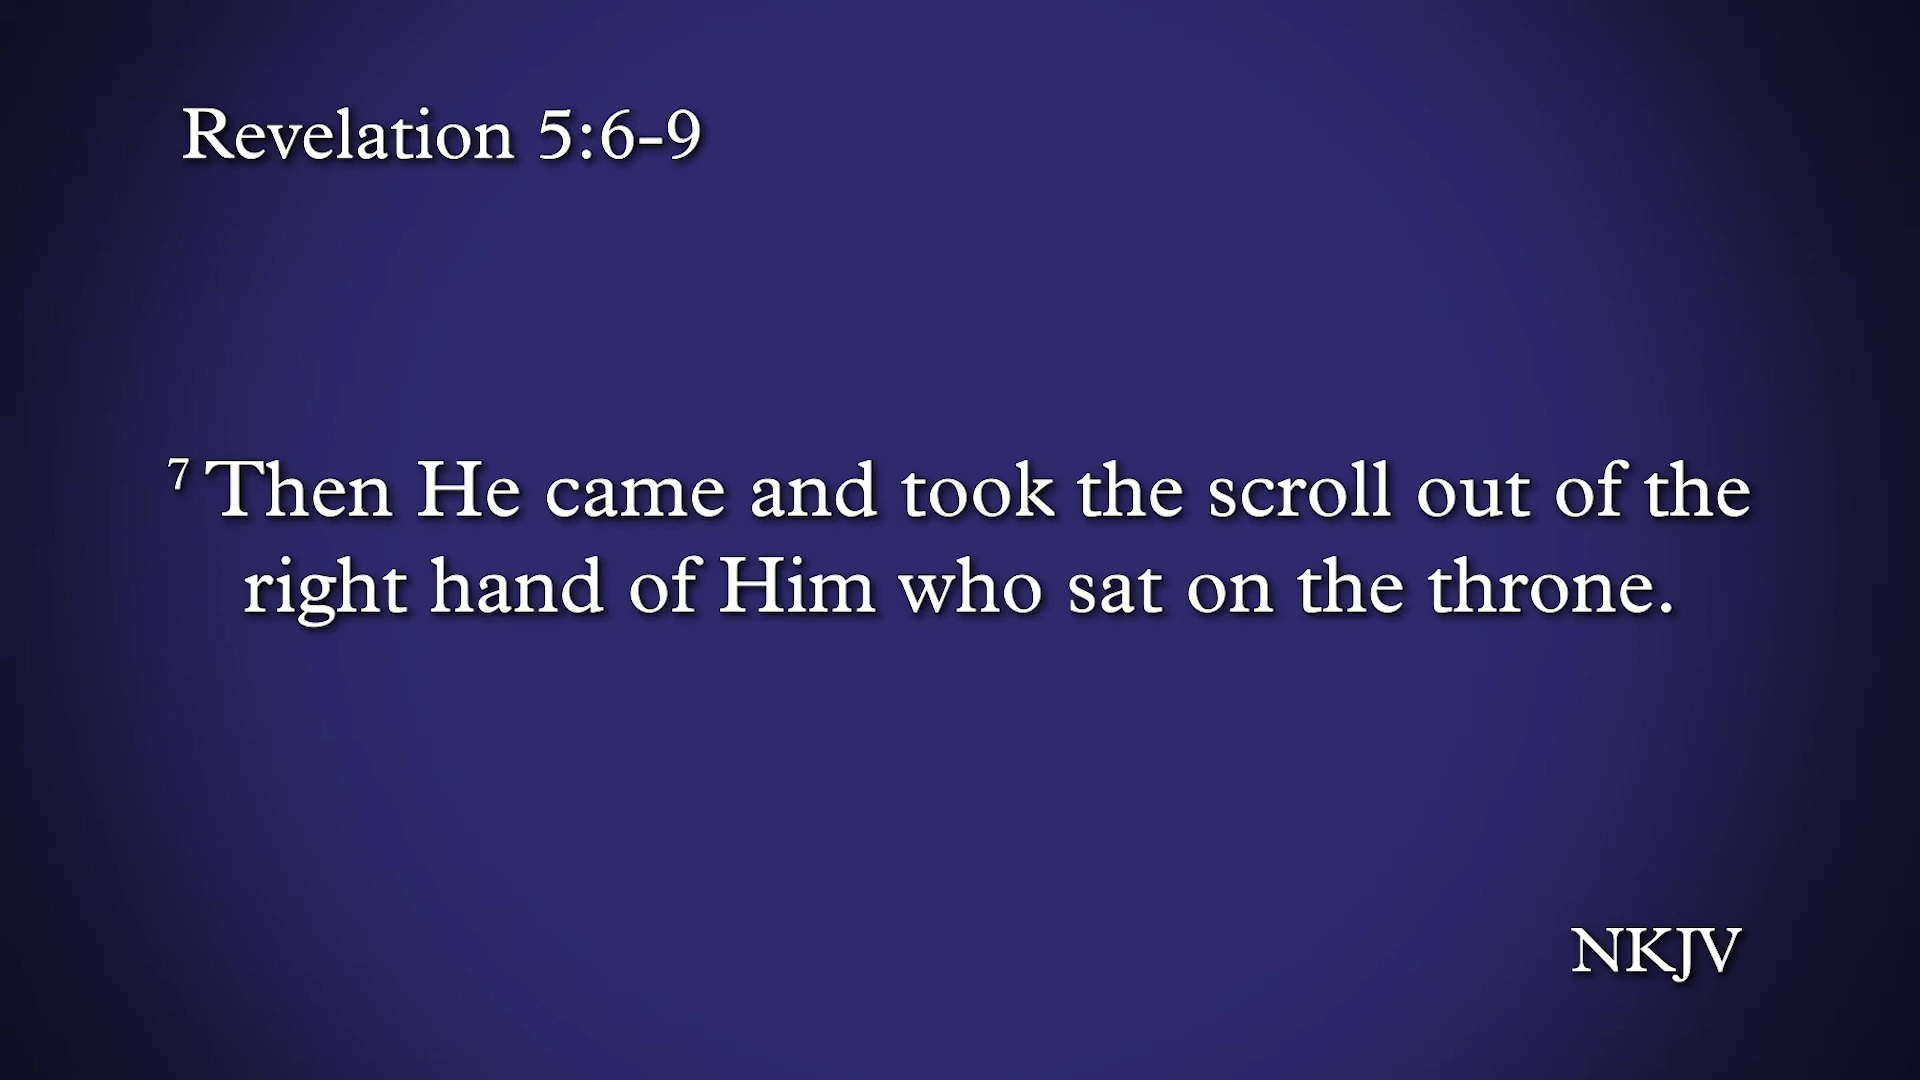 Revelation 5:6-9
7 Then He came and took the scroll out of the
right hand of Him who sat on the throne.
NKJV